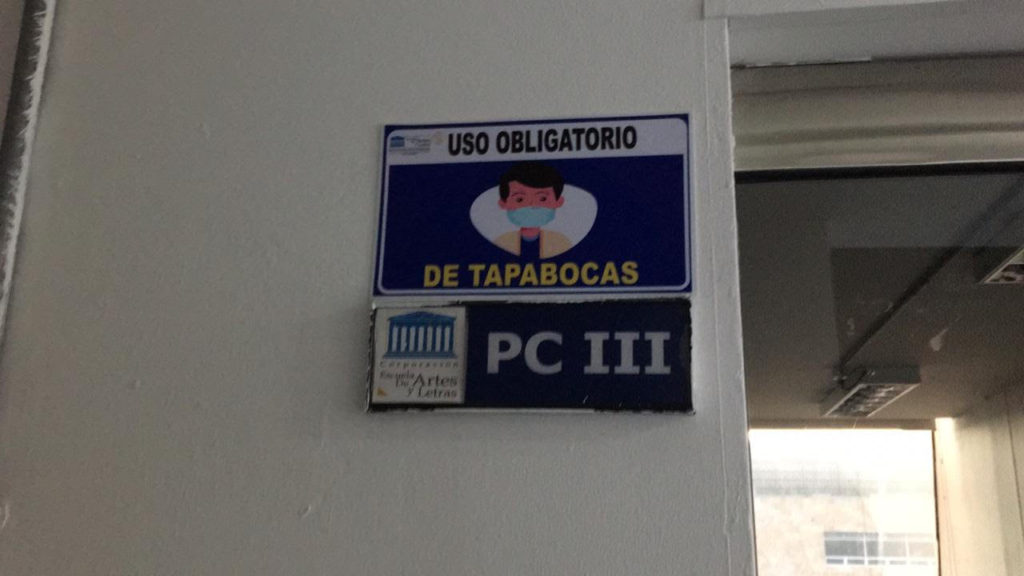 USO OBLIGATORIO
DE TAPABOCAS
PC III
Corporación
Escuela
De Artes
y Letras